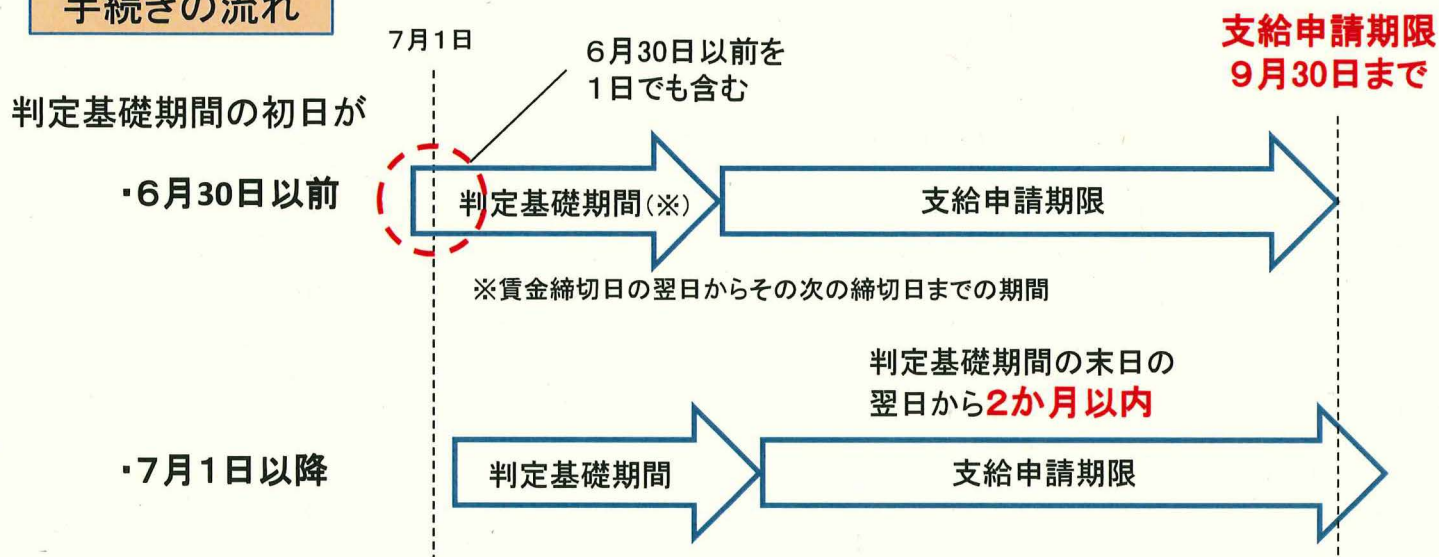 手続きの流れ
7月1日
6月30日以前を
1日でも含む
支給申請期限
9月30日まで
判定基礎期間の初日が
・6月30日以前
判定基礎期間(※)
支給申請期限
※賃金締切日の翌日からその次の締切日までの期間
判定基礎期間の末日の
翌日から2か月以内
・7月1日以降
判定基礎期間
支給申請期限